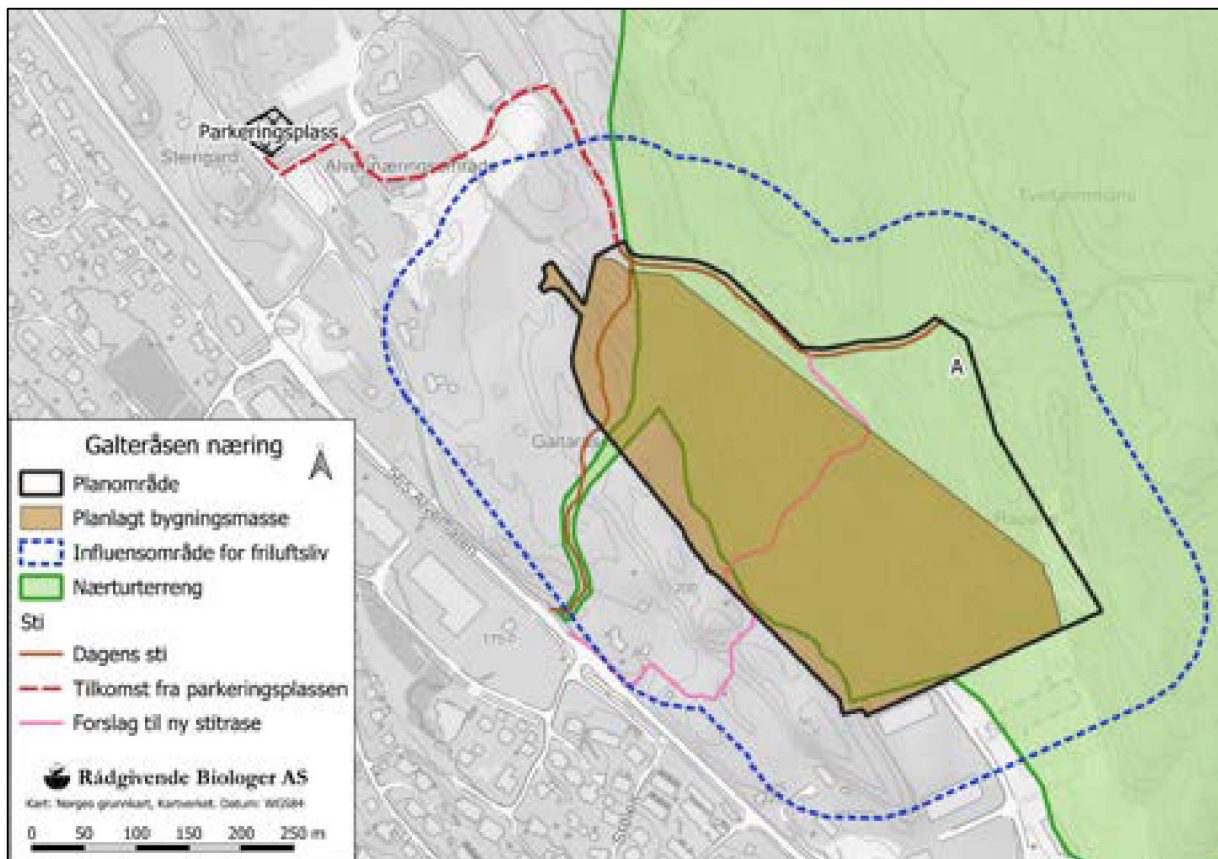 Parkeringsplass
Steingard
A
Galteråsen næring
Planområde
Planlagt bygningsmasse
Influensområde for friluftsliv
Nærturterreng
Sti
Dagens sti
Tilkomst fra parkeringsplassen
Forslag til ny stitrase
Rådgivende Biologer AS
Kart: Norges grunnkart, Kartverket. Datum: WGS84
0 50 100 150 200 250 m